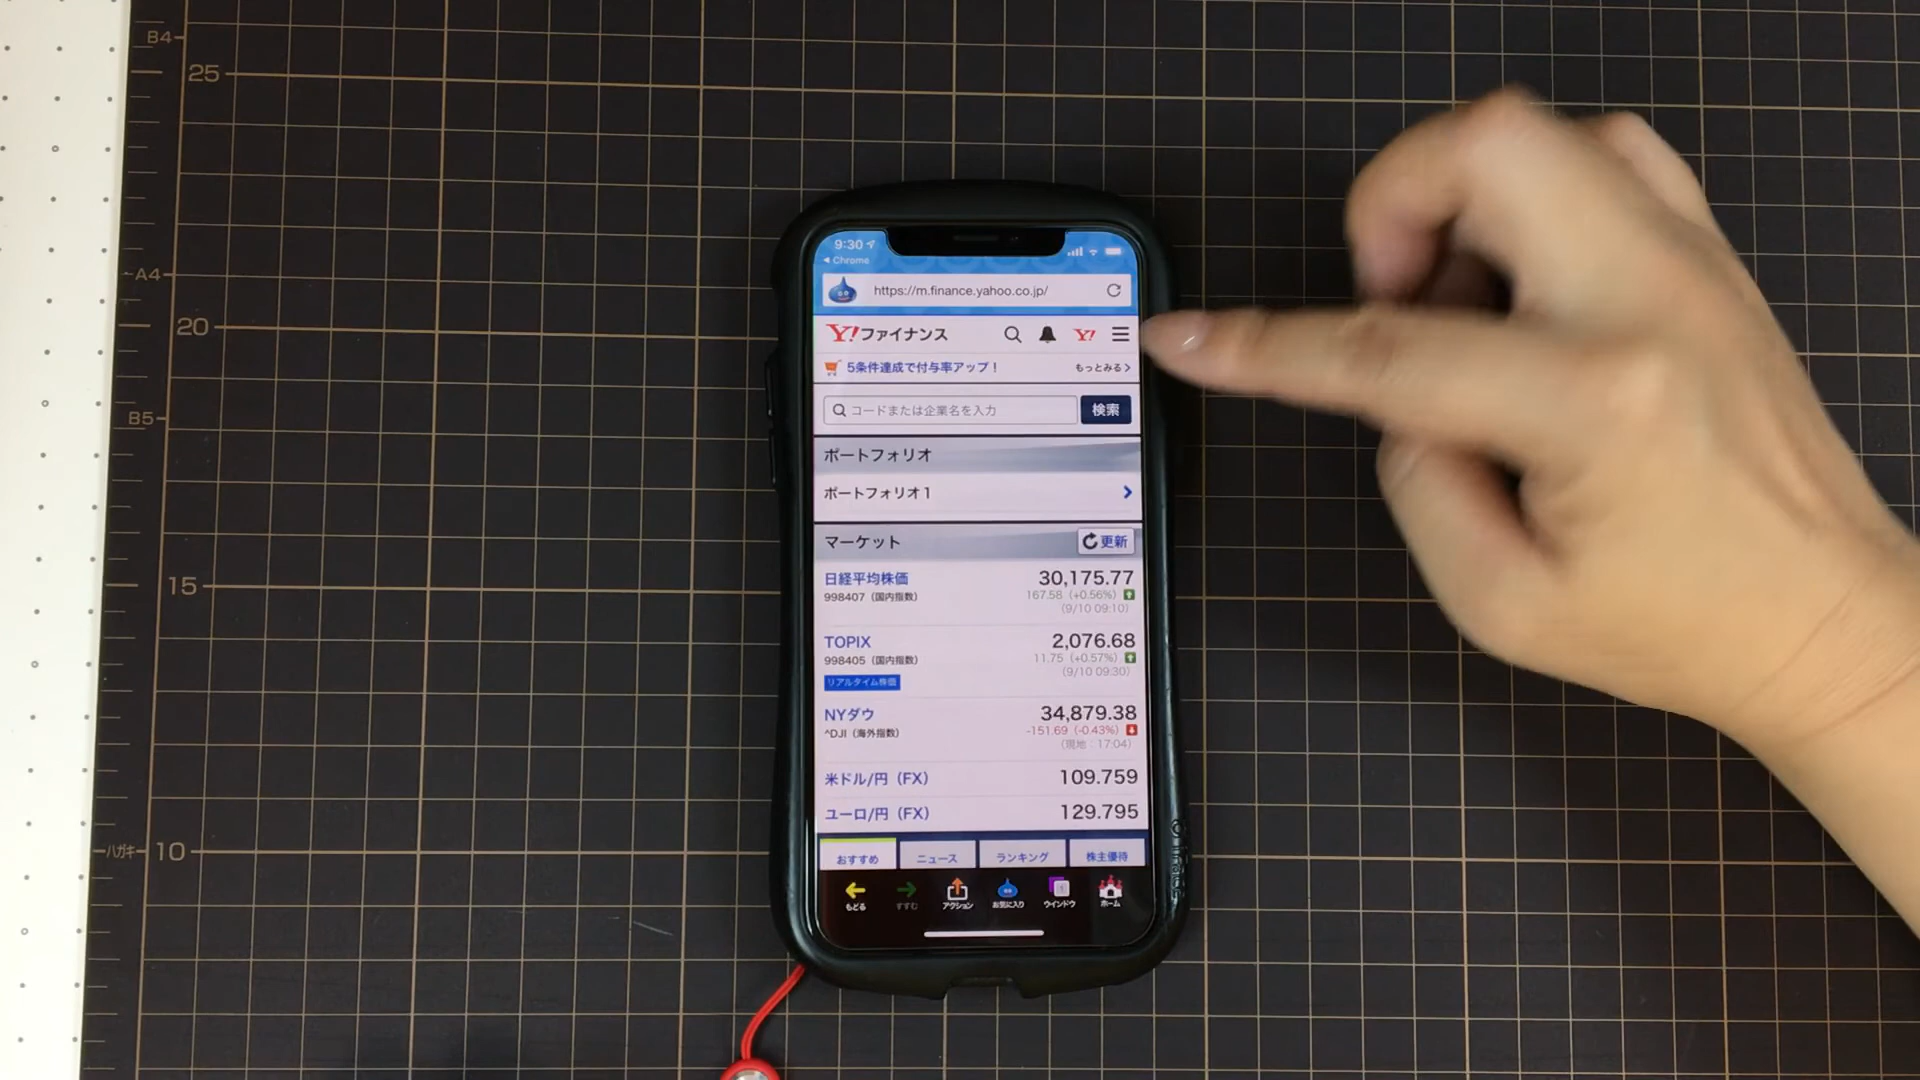 B4
25
A4
20
B5
15
ハガキ
10
9:30
Chrome
https://m.finance.yahoo.co.jp/
Y!ファイナンス
Y!
5条件達成で付与率アップ！
もっとみる
コードまたは企業名を入力
検索
ポートフォリオ
ポートフォリオ1
マーケット
更新
日経平均株価
30,175.77
998407（国内指数）
167.58 (+0.56%)
(9/10 09:10)
TOPIX
2,076.68
998405（国内指数）
11.75 (+0.57%)
(9/10 09:30)
リアルタイム株価
NYダウ
34,879.38
^DJI（海外指数）
-151.69 (-0.43%)
(現地：17:04)
米ドル/円（FX）
109.759
ユーロ/円（FX）
129.795
おすすめ
ニュース
ランキング
株主優待
もどる
すすむ
アクション
お気に入り
ウインドウ
ホーム